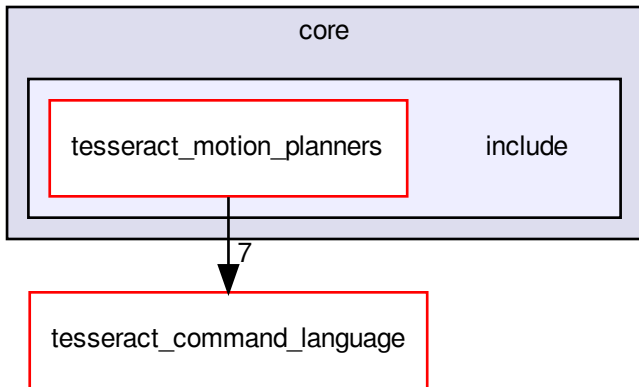 core
tesseract_motion_planners
include
7
tesseract_command_language